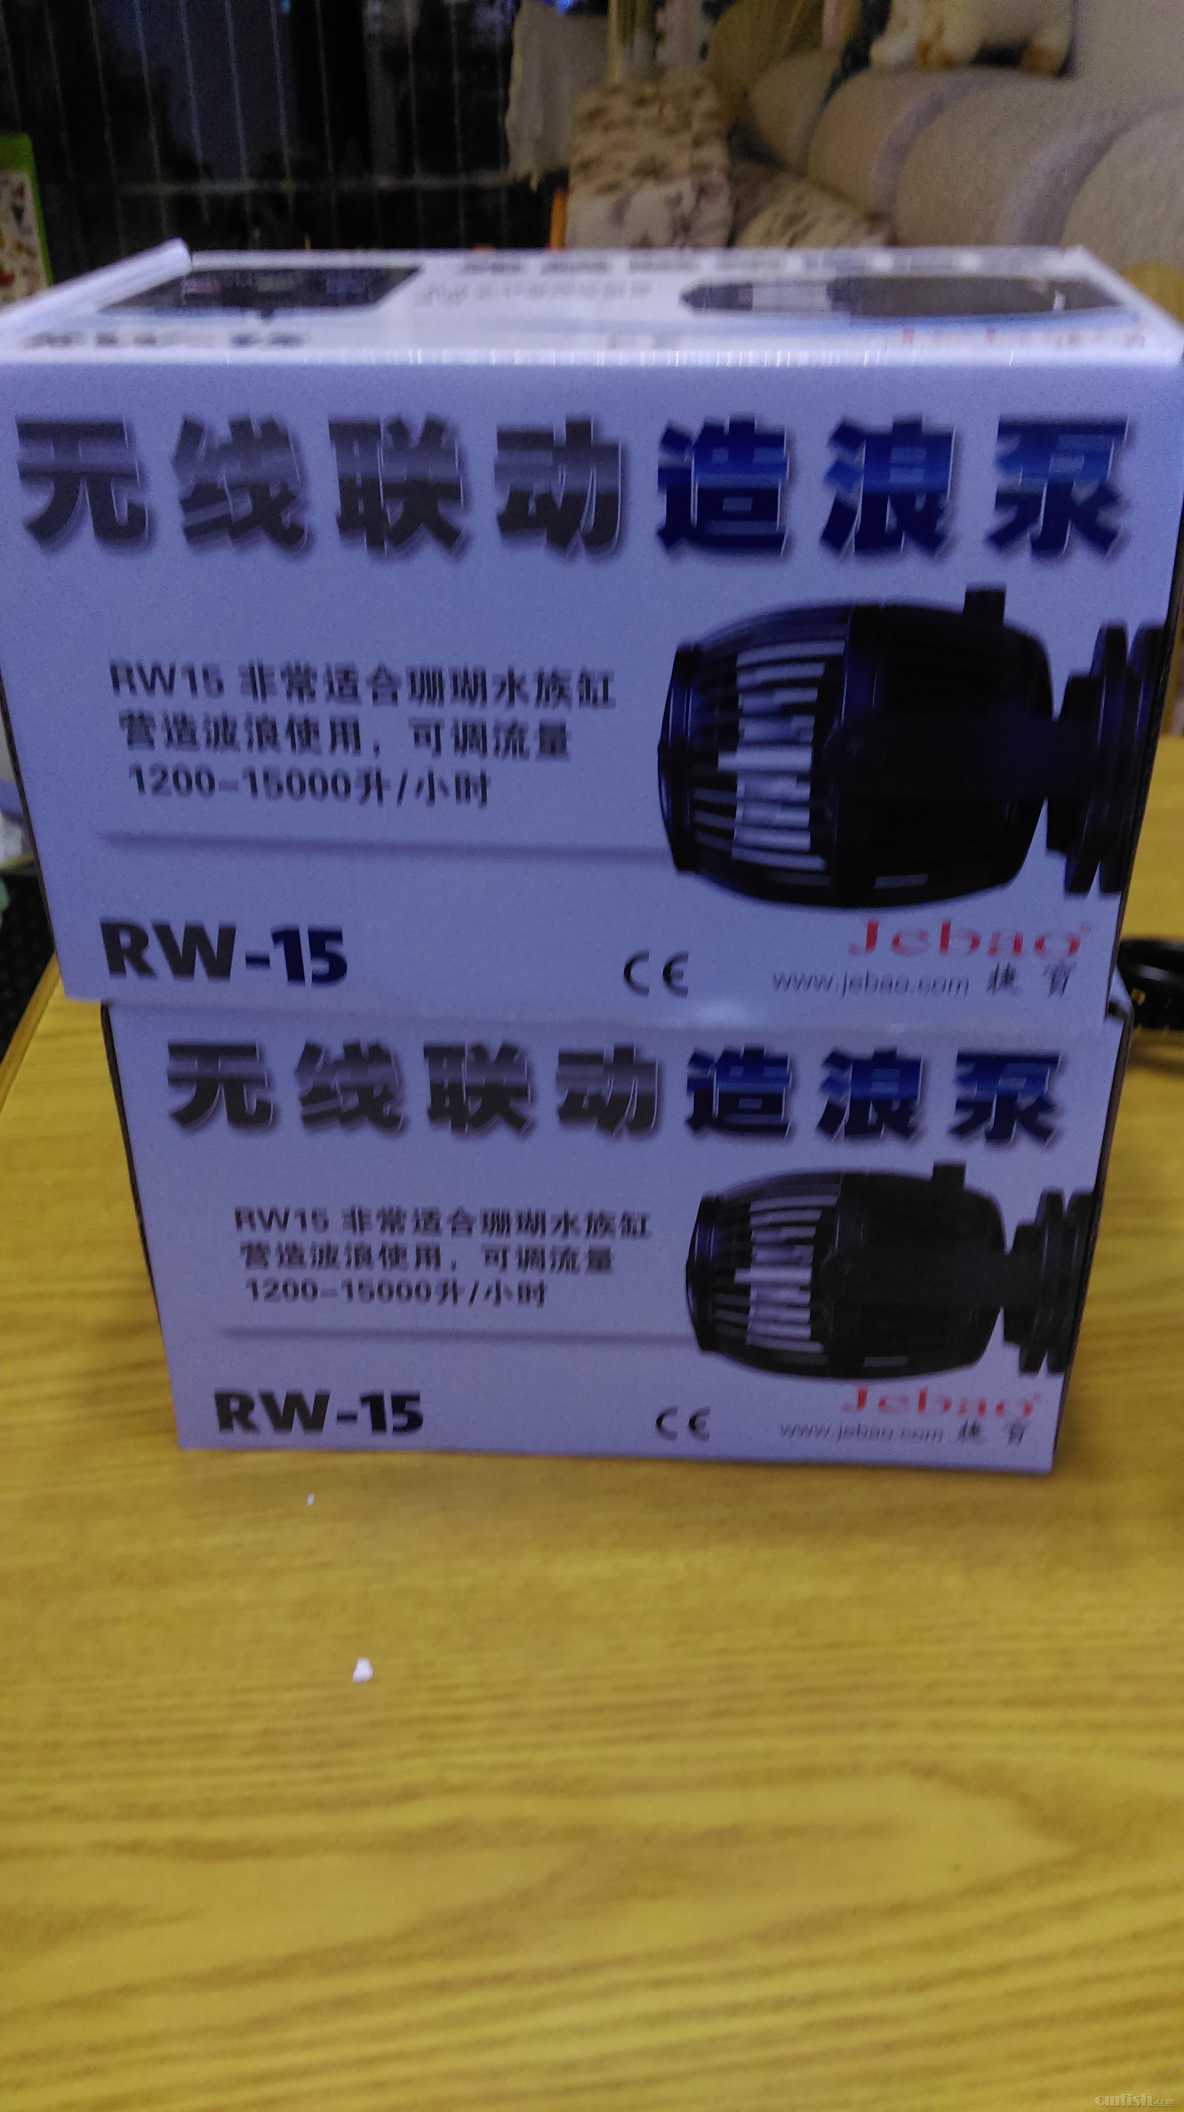 Jebao
无线联动造浪泵
RW15 非常适合珊瑚水族缸
营造波浪使用，可调流量
1200-15000升/小时
RW-15
CE
Jebao®
www.jebao.com 捷宝
无线联动造浪泵
RW15 非常适合珊瑚水族缸
营造波浪使用，可调流量
1200-15000升/小时
RW-15
CE
Jebao®
www.jebao.com 捷宝
cmfish.com